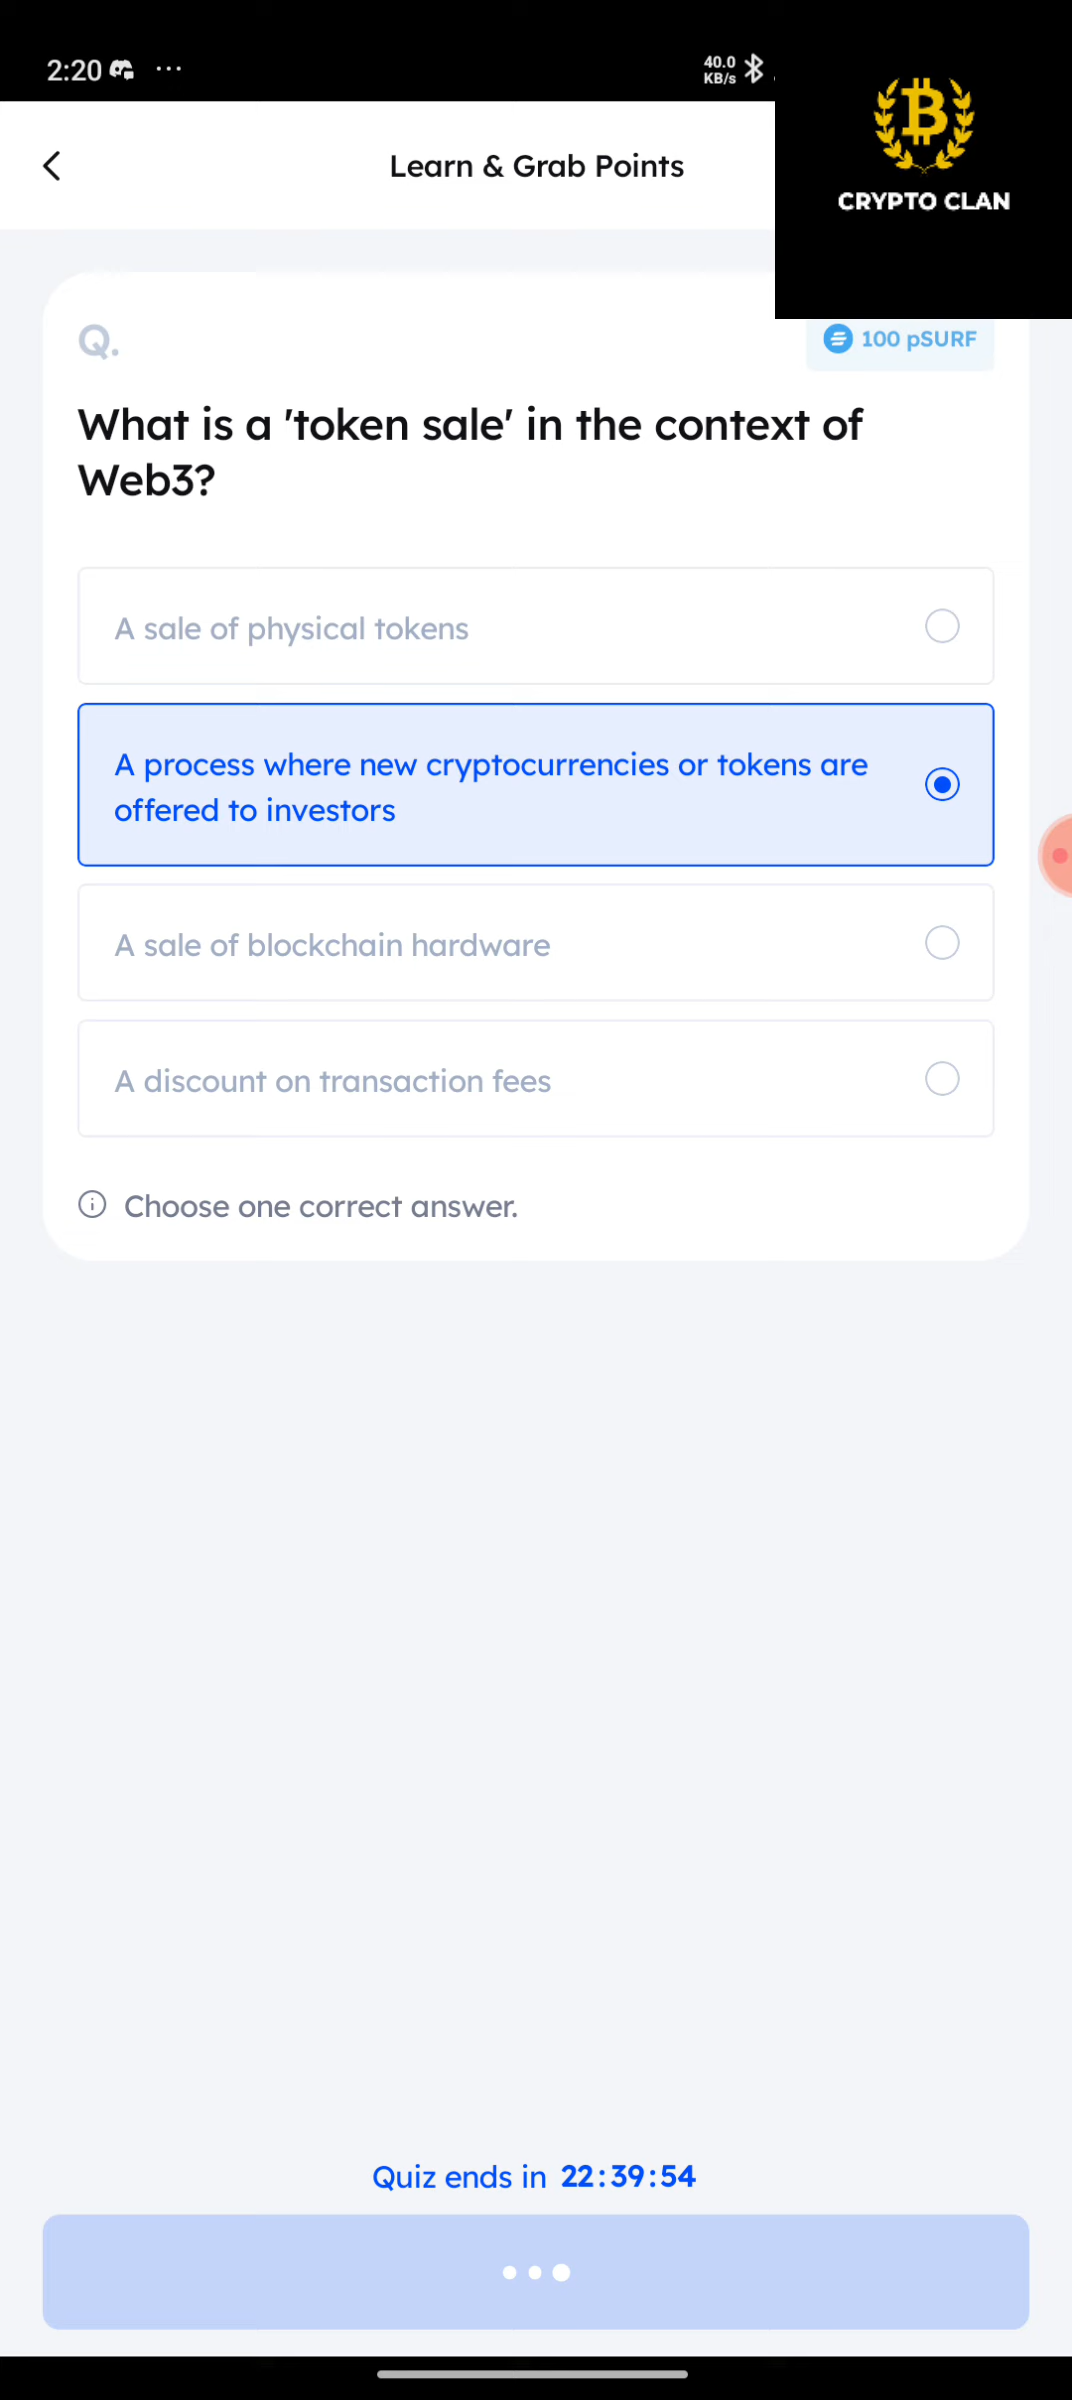 2:20 ...
40.0
KB/s
CRYPTO CLAN
Learn & Grab Points
Q.
100 pSURF
What is a 'token sale' in the context of
Web3?
A sale of physical tokens
A process where new cryptocurrencies or tokens are
offered to investors
A sale of blockchain hardware
A discount on transaction fees
Choose one correct answer.
Quiz ends in 22:39:54